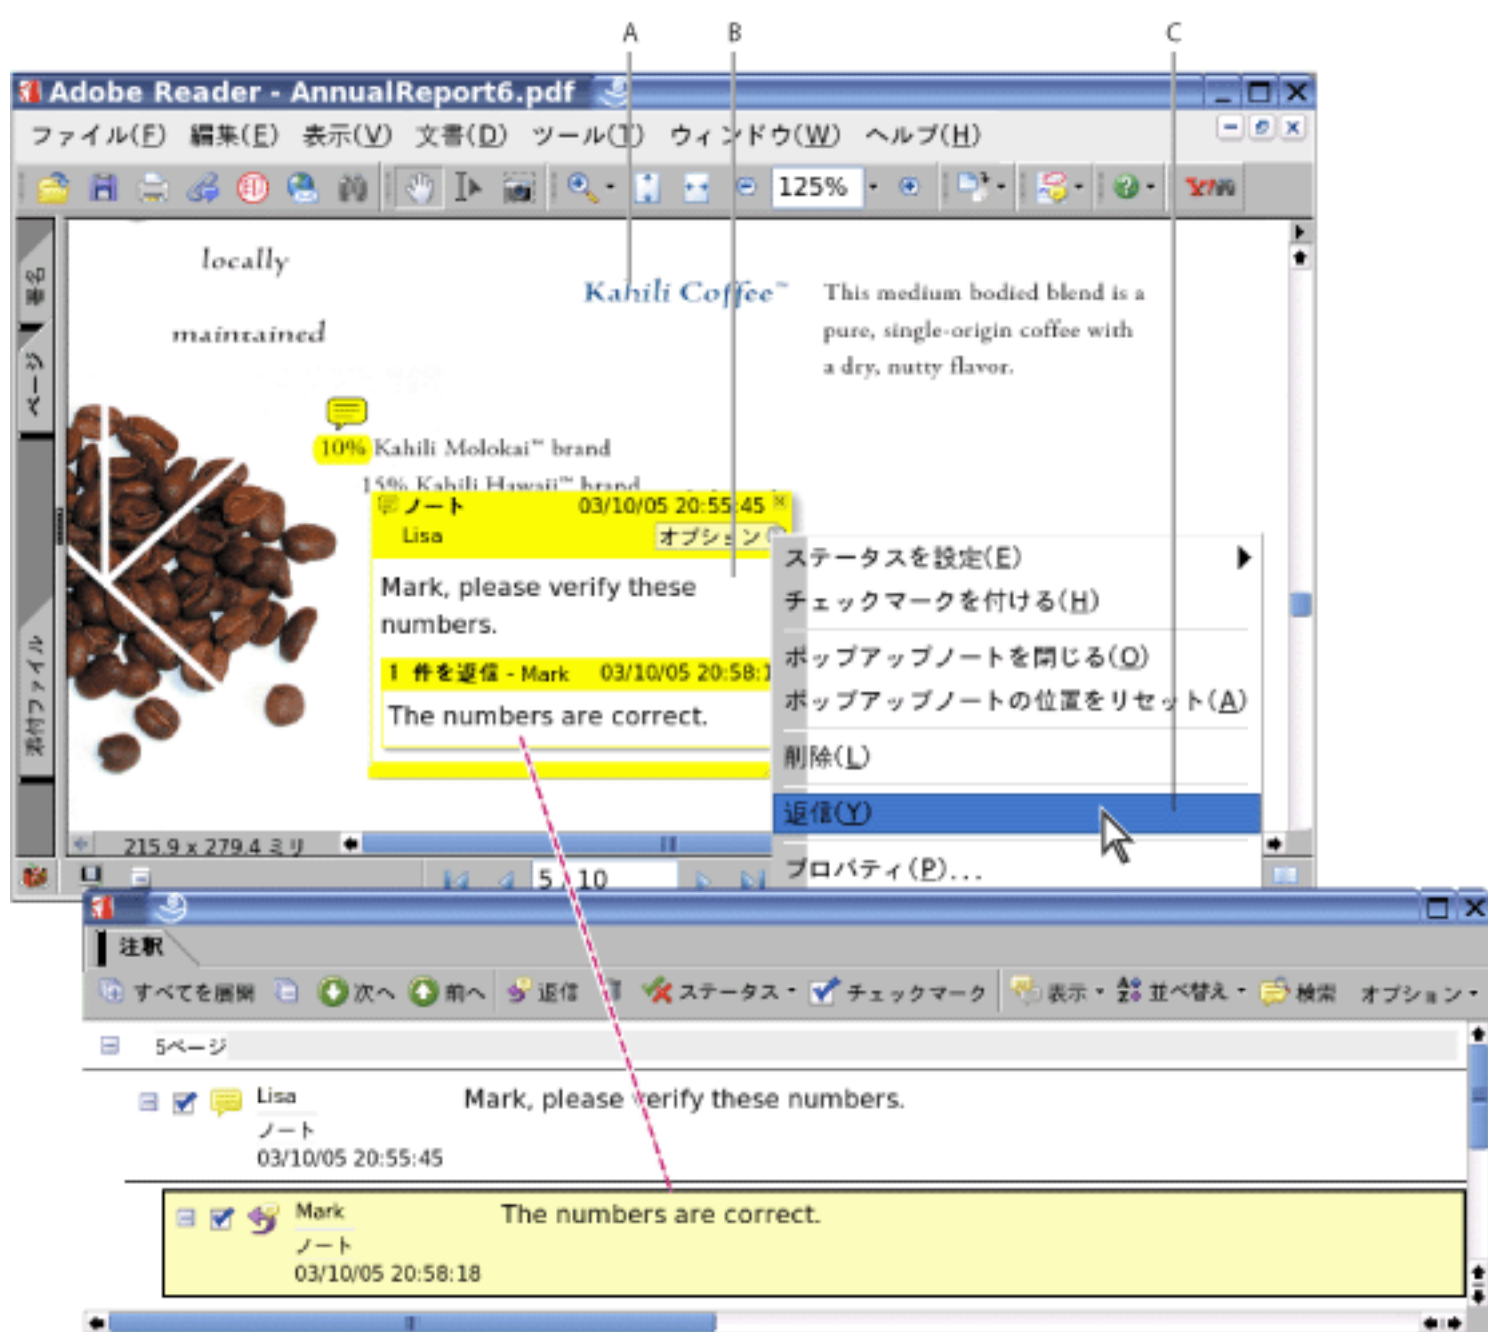 A B C
Adobe Reader - AnnualReport6.pdf
ファイル(F) 編集(E) 表示(V) 文書(D) ツール(T) ウィンドウ(W) ヘルプ(H)
125%
署名
ページ
添付ファイル
locally
maintained
Kahili Coffee™
This medium bodied blend is a
pure, single-origin coffee with
a dry, nutty flavor.
10% Kahili Molokai™ brand
15% Kahili Hawaii™ brand
ノート 03/10/05 20:55:45
Lisa オプション
Mark, please verify these
numbers.
1 件を返信 - Mark 03/10/05 20:58:1
The numbers are correct.
ステータスを設定(E)
チェックマークを付ける(H)
ポップアップノートを閉じる(O)
ポップアップノートの位置をリセット(A)
削除(L)
返信(Y)
プロパティ(P)...
215.9 x 279.4 ミリ
5 / 10
注釈
すべてを展開 次へ 前へ 返信 ステータス チェックマーク 表示 並べ替え 検索 オプション
5ページ
Lisa Mark, please verify these numbers.
ノート
03/10/05 20:55:45
Mark The numbers are correct.
ノート
03/10/05 20:58:18